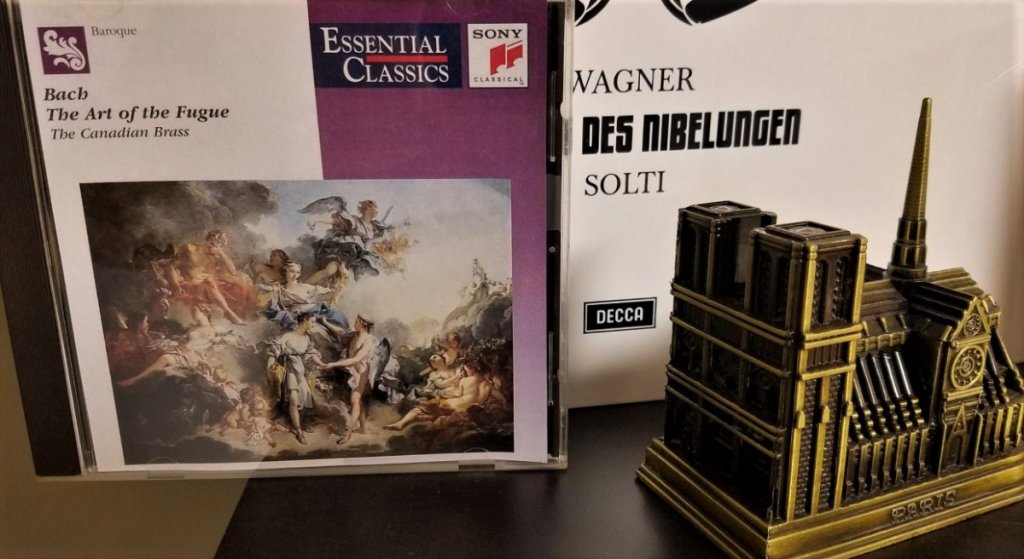 Baroque
ESSENTIAL
CLASSICS
SONY
CLASSICAL
Bach
The Art of the Fugue
The Canadian Brass
WAGNER
DES NIBELUNGEN
SOLTI
DECCA
PARIS